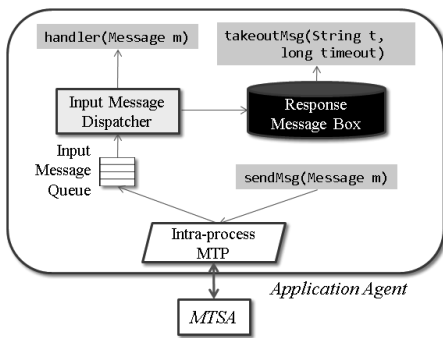 handler(Message m)
takeoutMsg(String t,
long timeout)
Input Message
Dispatcher
Response
Message Box
Input
Message
Queue
sendMsg(Message m)
Intra-process
MTP
Application Agent
MTSA